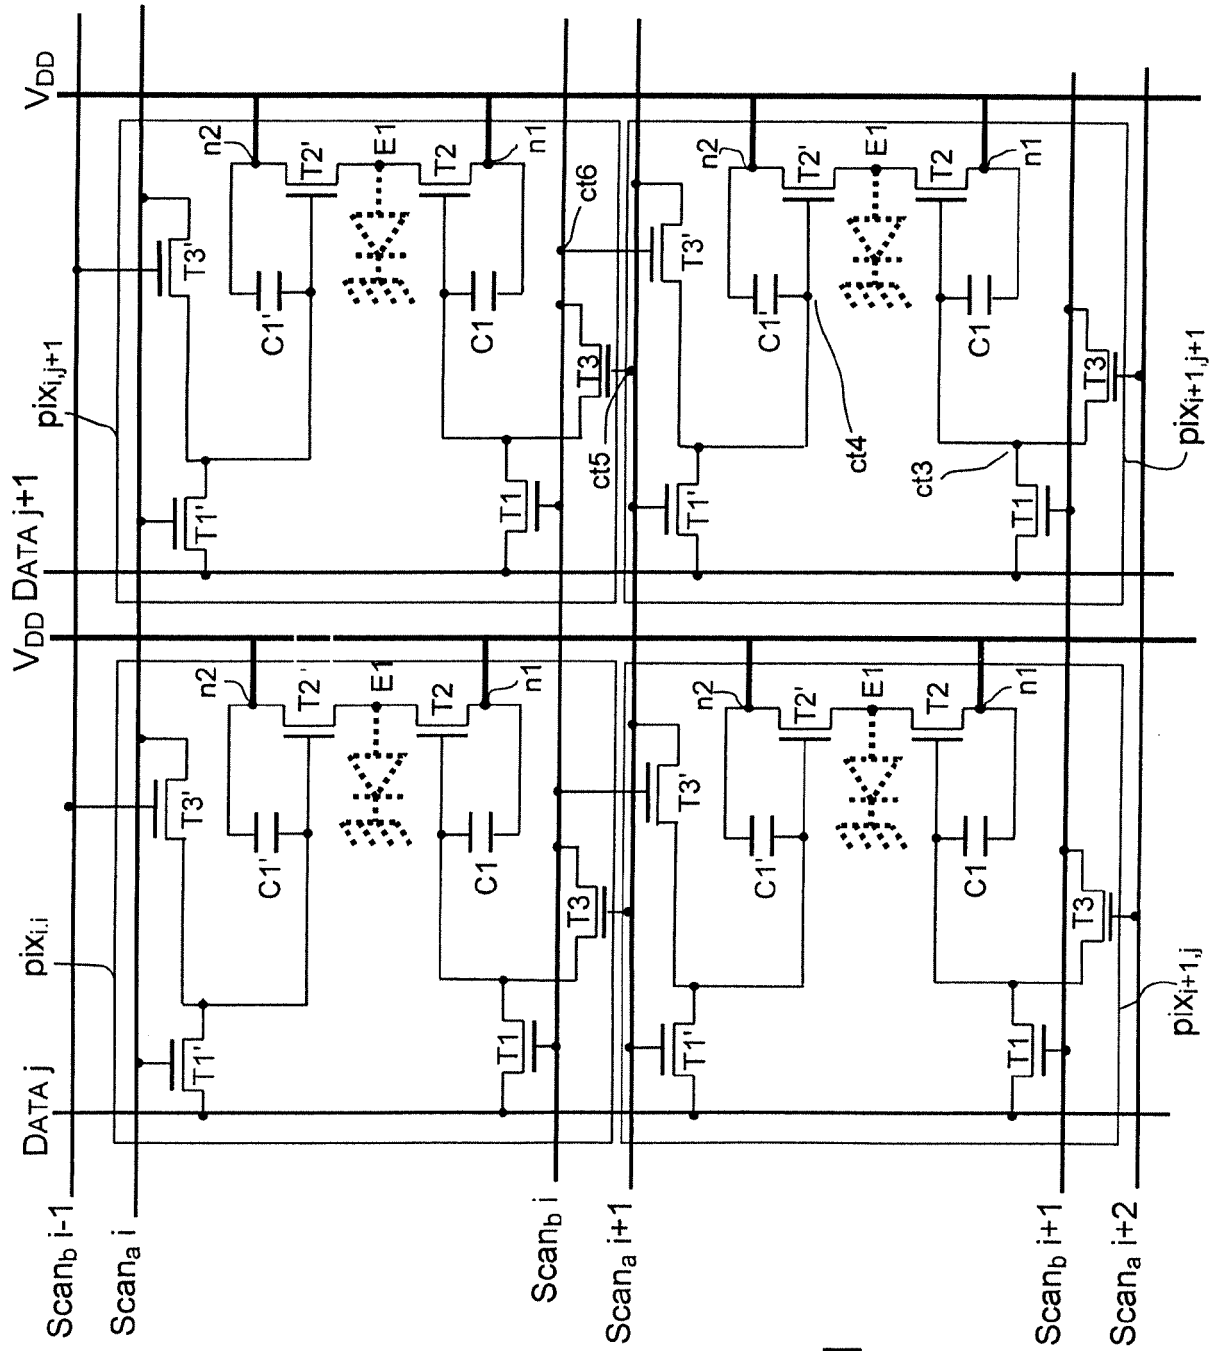 DATA j
VDD
DATA j+1
VDD
Scanb i-1
Scana i
Scanb i
Scana i+1
Scanb i+1
Scana i+2
pixi.i
T1'
T3'
C1'
n2
T2'
E1
T2
n1
C1
T1
T3
pixi,j+1
T1'
T3'
C1'
n2
T2'
E1
T2
n1
C1
T1
T3
ct5
ct6
pixi+1,j
T1'
T3'
C1'
n2
T2'
E1
T2
n1
C1
T1
T3
pixi+1,j+1
T1'
T3'
C1'
n2
T2'
E1
T2
n1
C1
T1
T3
ct4
ct3